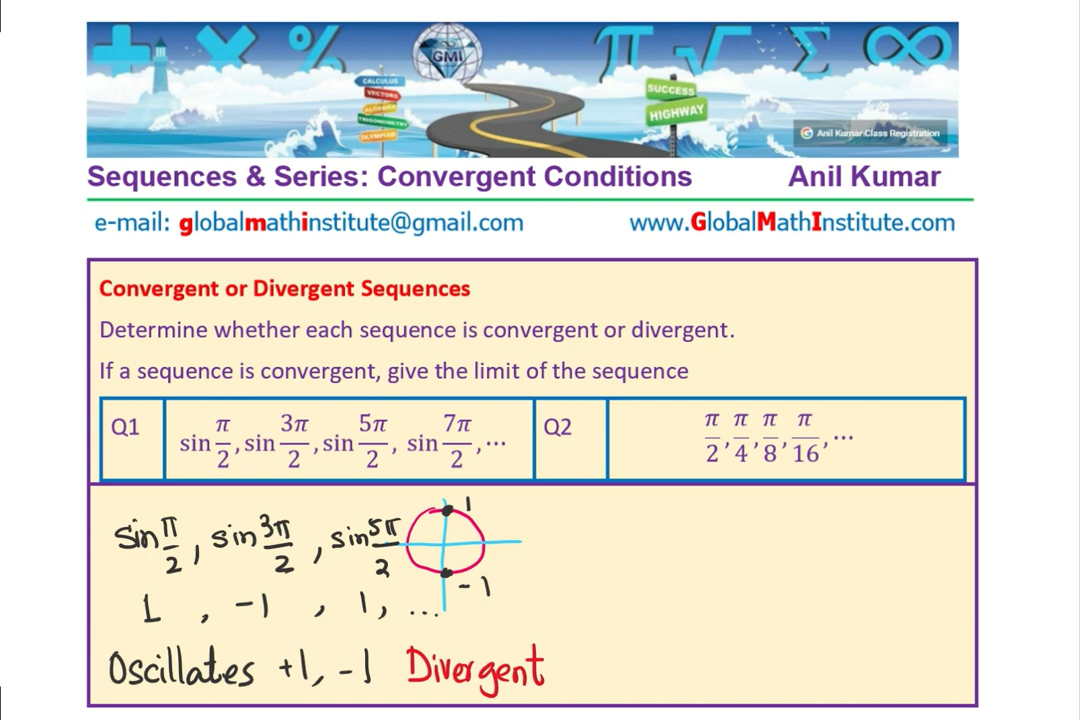 GMI
CALCULUS
VECTORS
ALGEBRA
TRIGONOMETRY
OLYMPIAD
SUCCESS
HIGHWAY
Anil Kumar Class Registration
Sequences & Series: Convergent Conditions Anil Kumar
e-mail: globalmathinstitute@gmail.com www.GlobalMathInstitute.com
Convergent or Divergent Sequences
Determine whether each sequence is convergent or divergent.
If a sequence is convergent, give the limit of the sequence
Q1 sin π/2, sin 3π/2, sin 5π/2, sin 7π/2, ⋯ Q2 π/2, π/4, π/8, π/16, ⋯
sin π/2, sin 3π/2, sin 5π/2 1
-1
1, -1, 1, ...
Oscillates +1, -1 Divergent